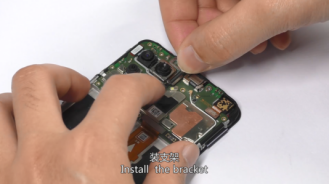 装支架
Install the bracket